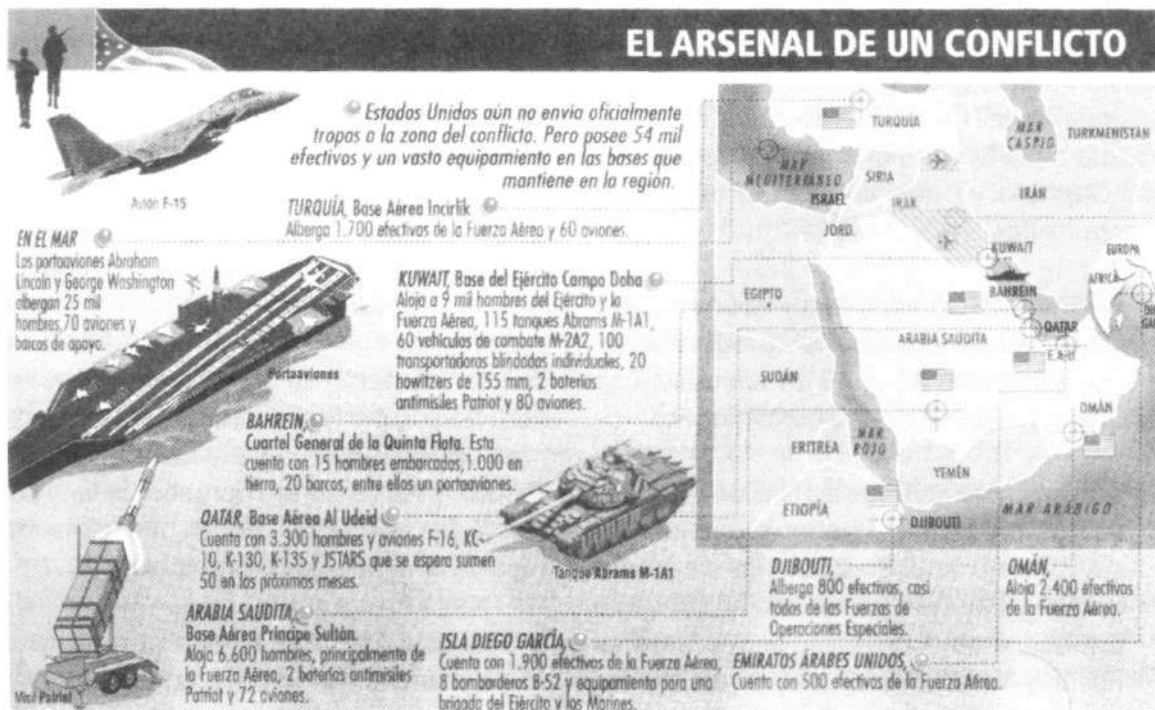 EL ARSENAL DE UN CONFLICTO
Estados Unidos aún no envía oficialmente
tropas a la zona del conflicto. Pero posee 54 mil
efectivos y un vasto equipamiento en las bases que
mantiene en la región.
Avión F-15
TURQUÍA, Base Aérea Incirlik
Alberga 1.700 efectivos de la Fuerza Aérea y 60 aviones.
EN EL MAR
Los portaaviones Abraham
Lincoln y George Washington
albergan 25 mil
hombres, 70 aviones y
barcos de apoyo.
Portaaviones
KUWAIT, Base del Ejército Campo Doha
Aloja a 9 mil hombres del Ejército y la
Fuerza Aérea, 115 tanques Abrams M-1A1,
60 vehículos de combate M-2A2, 100
transportadoras blindadas individuales, 20
howitzers de 155 mm, 2 baterías
antimisiles Patriot y 80 aviones.
BAHREIN,
Cuartel General de la Quinta Flota. Esta
cuenta con 15 hombres embarcados, 1.000 en
tierra, 20 barcos, entre ellos un portaaviones.
QATAR, Base Aérea Al Udeid
Cuenta con 3.300 hombres y aviones F-16, KC-
10, K-130, K-135 y JSTARS que se espera sumen
50 en los próximos meses.
Tanque Abrams M-1A1
ARABIA SAUDITA,
Base Aérea Príncipe Sultán.
Aloja 6.600 hombres, principalmente de
la Fuerza Aérea, 2 baterías antimisiles
Patriot y 72 aviones.
Misil Patriot
ISLA DIEGO GARCÍA,
Cuenta con 1.900 efectivos de la Fuerza Aérea,
8 bombarderos B-52 y equipamiento para una
brigada del Ejército y los Marines.
DJIBOUTI,
Alberga 800 efectivos, casi
todos de las Fuerzas de
Operaciones Especiales.
OMÁN,
Aloja 2.400 efectivos
de la Fuerza Aérea.
EMIRATOS ÁRABES UNIDOS,
Cuenta con 500 efectivos de la Fuerza Aérea.
TURQUÍA
MAR
CASPIO
TURKMENISTÁN
MAR
MEDITERRÁNEO
SIRIA
ISRAEL
IRAK
IRÁN
JORD.
KUWAIT
EUROPA
EGIPTO
BAHREIN
ÁFRICA
ARABIA SAUDITA
QATAR
E.A.U.
SUDÁN
OMÁN
ERITREA
MAR
ROJO
YEMÉN
ETIOPÍA
DJIBOUTI
MAR ARÁBIGO